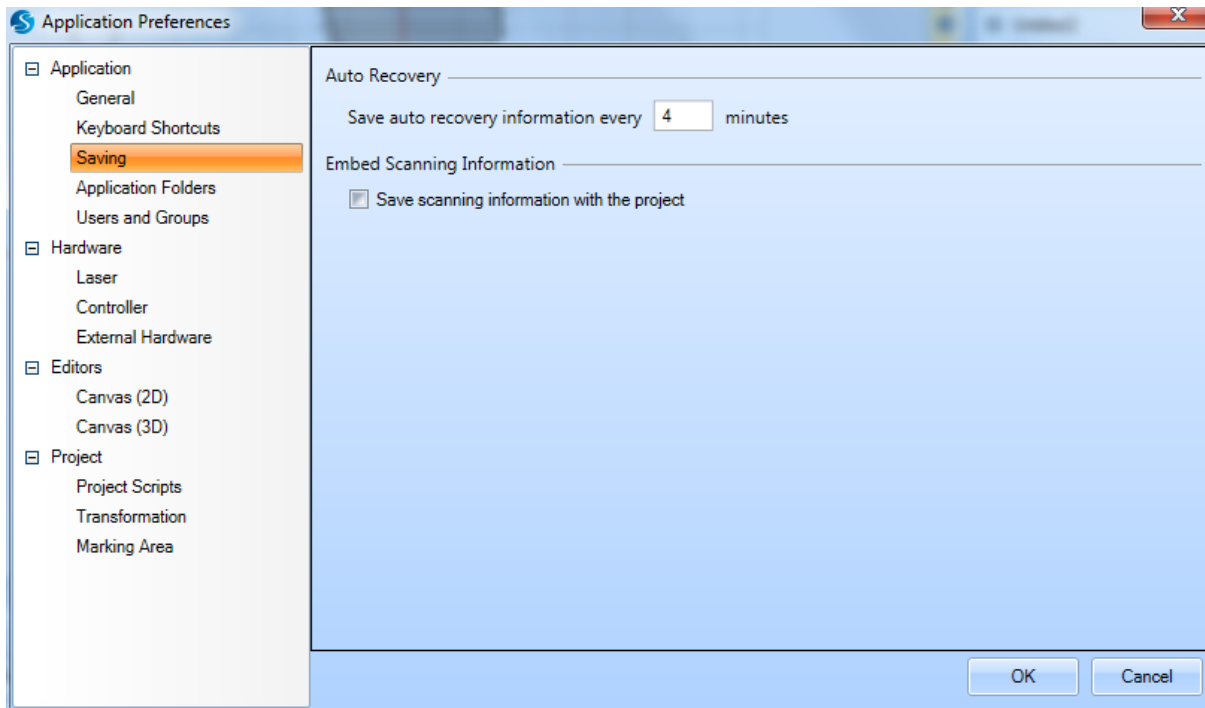 Application Preferences
Application
General
Keyboard Shortcuts
Saving
Application Folders
Users and Groups
Hardware
Laser
Controller
External Hardware
Editors
Canvas (2D)
Canvas (3D)
Project
Project Scripts
Transformation
Marking Area
Auto Recovery
Save auto recovery information every 4 minutes
Embed Scanning Information
Save scanning information with the project
OK Cancel